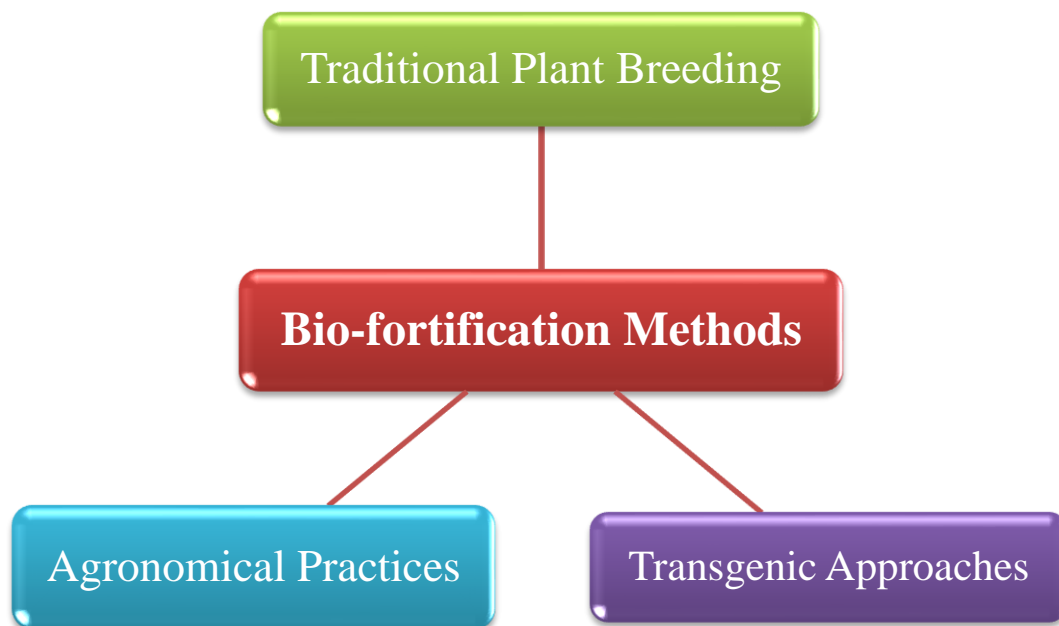 Traditional Plant Breeding
Bio-fortification Methods
Agronomical Practices
Transgenic Approaches